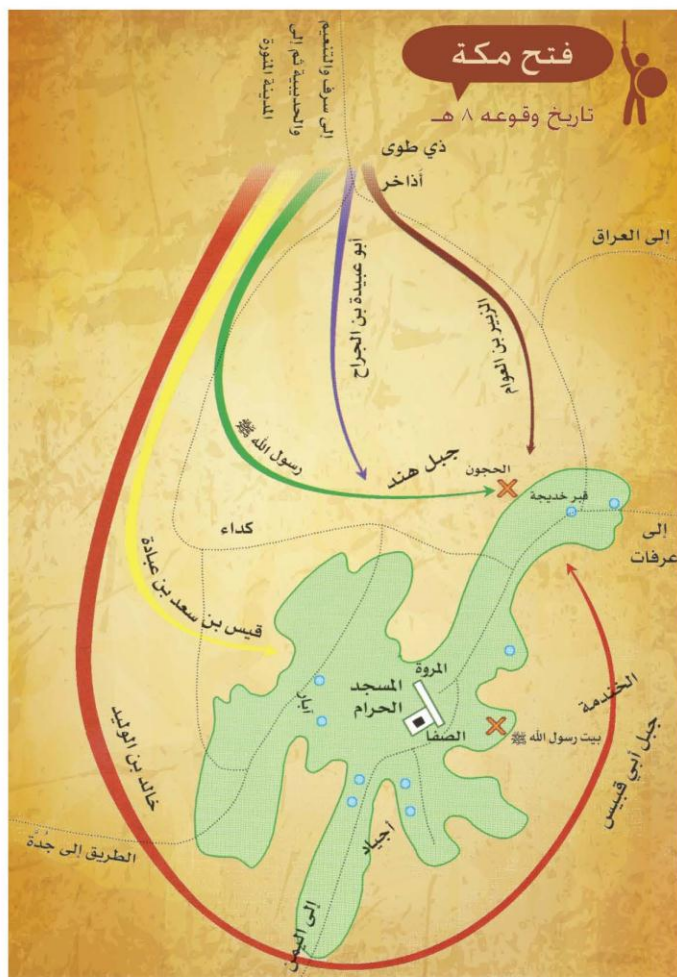 فتح مكة
تاريخ وقوعه ٨ هـ
إلى سرف والتنعيم
والحديبية ثم إلى
المدينة المنورة
ذي طوى
أذاخر
إلى العراق
أبو عبيدة بن الجراح
الزبير بن العوام
رسول الله ﷺ
جبل هند
الحجون
قبر خديجة
إلى
عرفات
كداء
قيس بن سعد بن عبادة
المروة
المسجد
الحرام
الصفا
آبار
بيت رسول الله ﷺ
الخندمة
جبل أبي قبيس
خالد بن الوليد
أجياد
الطريق إلى جُدَّة
إلى اليمن